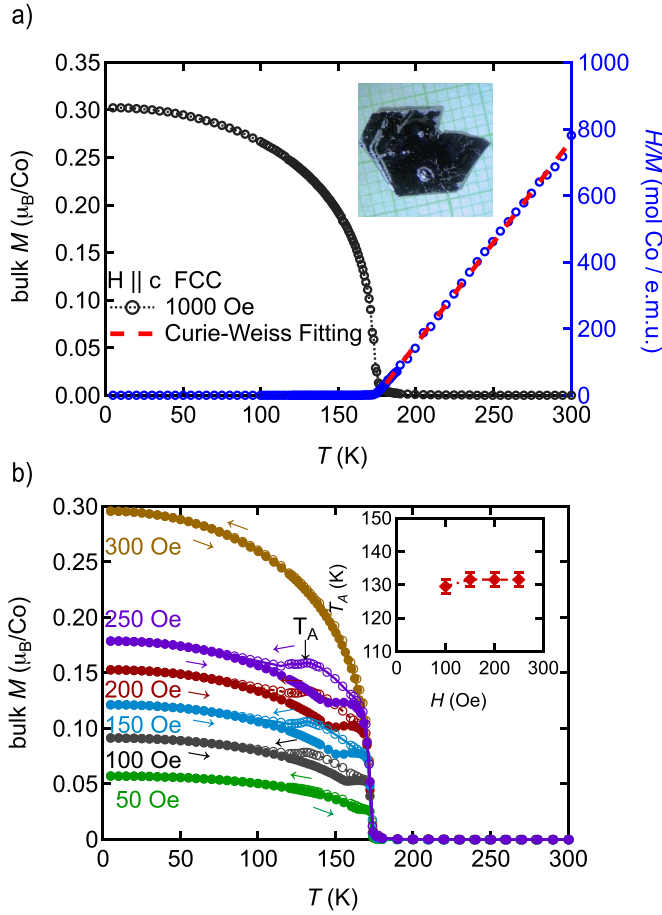 a)
0.35
0.30
0.25
0.20
0.15
0.10
0.05
0.00
bulk M (μB/Co)
1000
800
600
400
200
0
H/M (mol Co / e.m.u.)
H || c FCC
1000 Oe
Curie-Weiss Fitting
0 50 100 150 200 250 300
T (K)
b)
0.30
0.20
0.15
0.10
0.05
0
bulk M (μB/Co)
300 Oe
250 Oe
200 Oe
150 Oe
100 Oe
50 Oe
TA
150
140
130
120
110
TA (K)
0 100 200 300
H (Oe)
0 50 100 150 200 250 300
T (K)